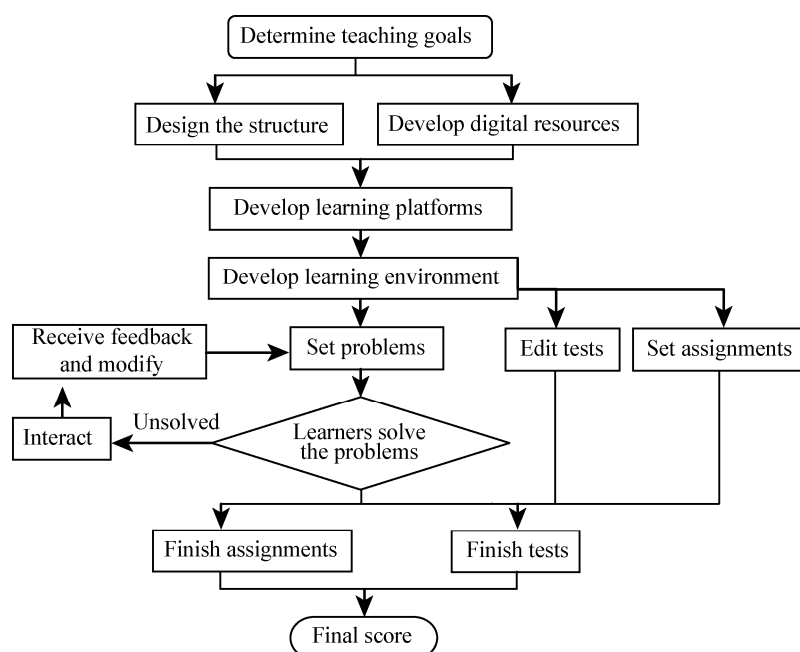 Determine teaching goals
Design the structure
Develop digital resources
Develop learning platforms
Develop learning environment
Receive feedback
and modify
Set problems
Edit tests
Set assignments
Unsolved
Interact
Learners solve
the problems
Finish assignments
Finish tests
Final score